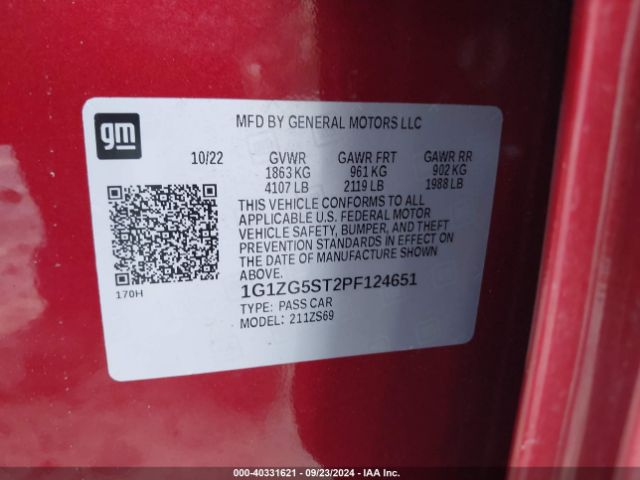 gm
MFD BY GENERAL MOTORS LLC
10/22 GVWR GAWR FRT GAWR RR
1863 KG 961 KG 902 KG
4107 LB 2119 LB 1988 LB
THIS VEHICLE CONFORMS TO ALL
APPLICABLE U.S. FEDERAL MOTOR
VEHICLE SAFETY, BUMPER, AND THEFT
PREVENTION STANDARDS IN EFFECT ON
THE DATE OF MANUFACTURE SHOWN
ABOVE.
170H
1G1ZG5ST2PF124651
TYPE: PASS CAR
MODEL: 211ZS69
000-40331621 / 09/23/2024 - IAA Inc.